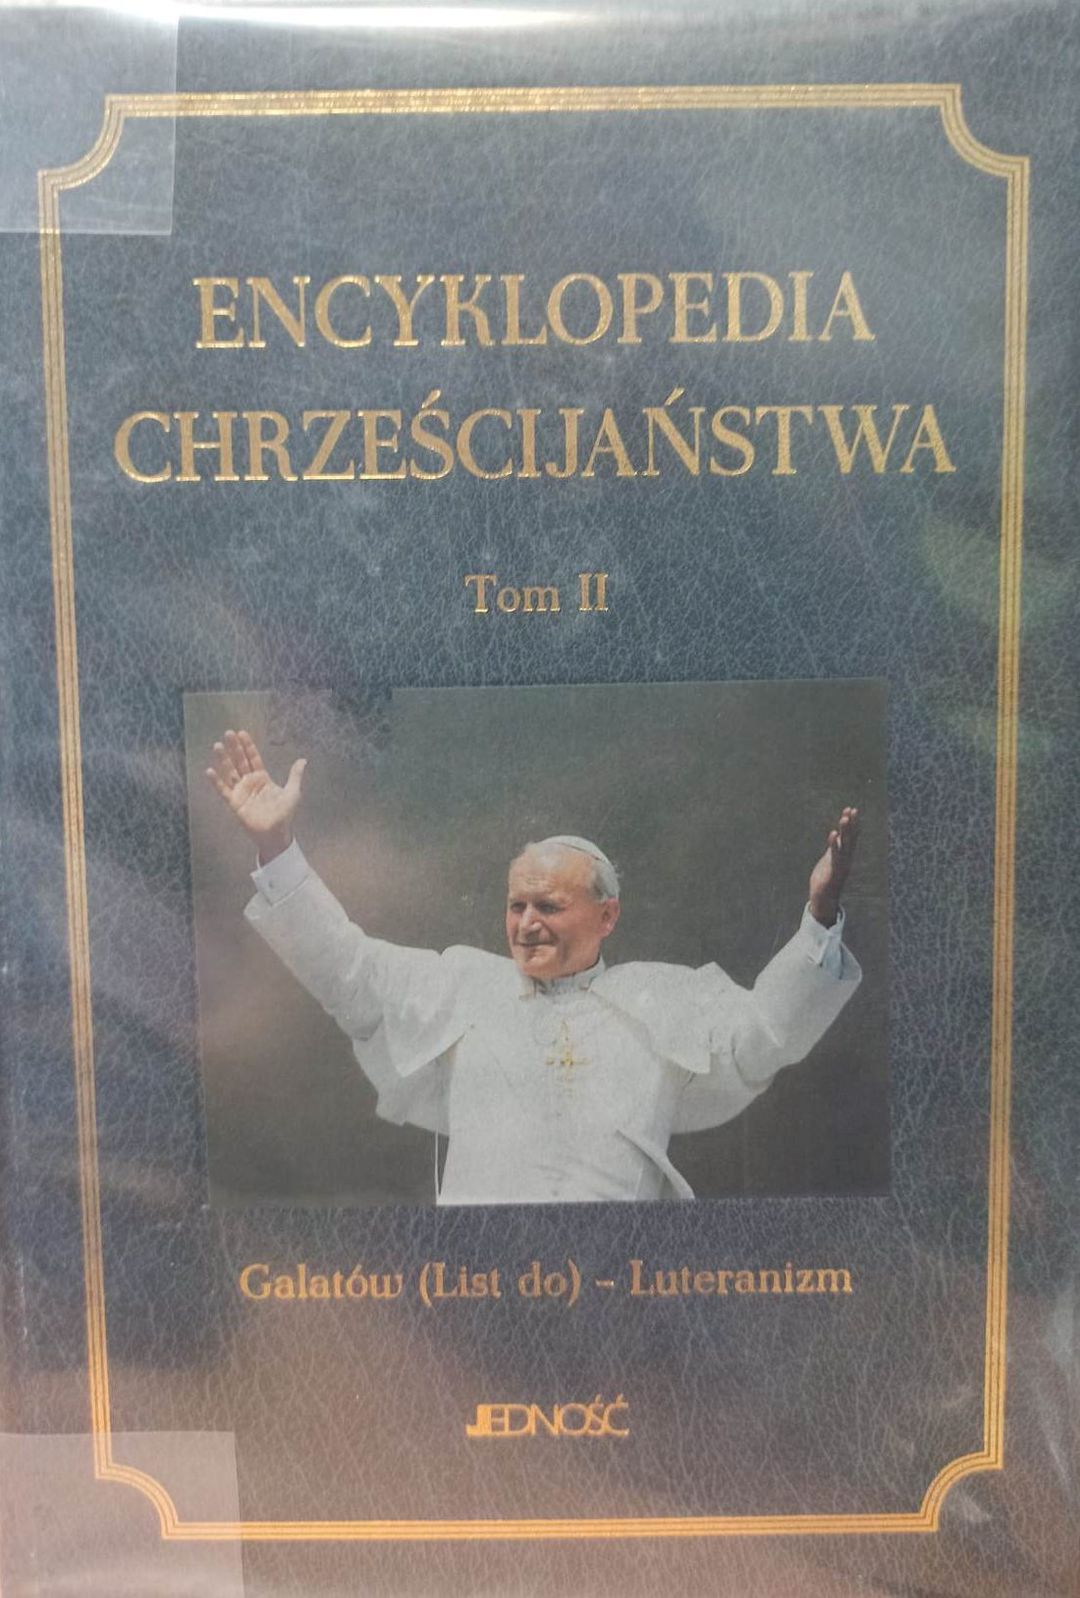 ENCYKLOPEDIA
CHRZEŚCIJAŃSTWA
Tom II
Galatów (List do) – Luteranizm
JEDNOŚĆ